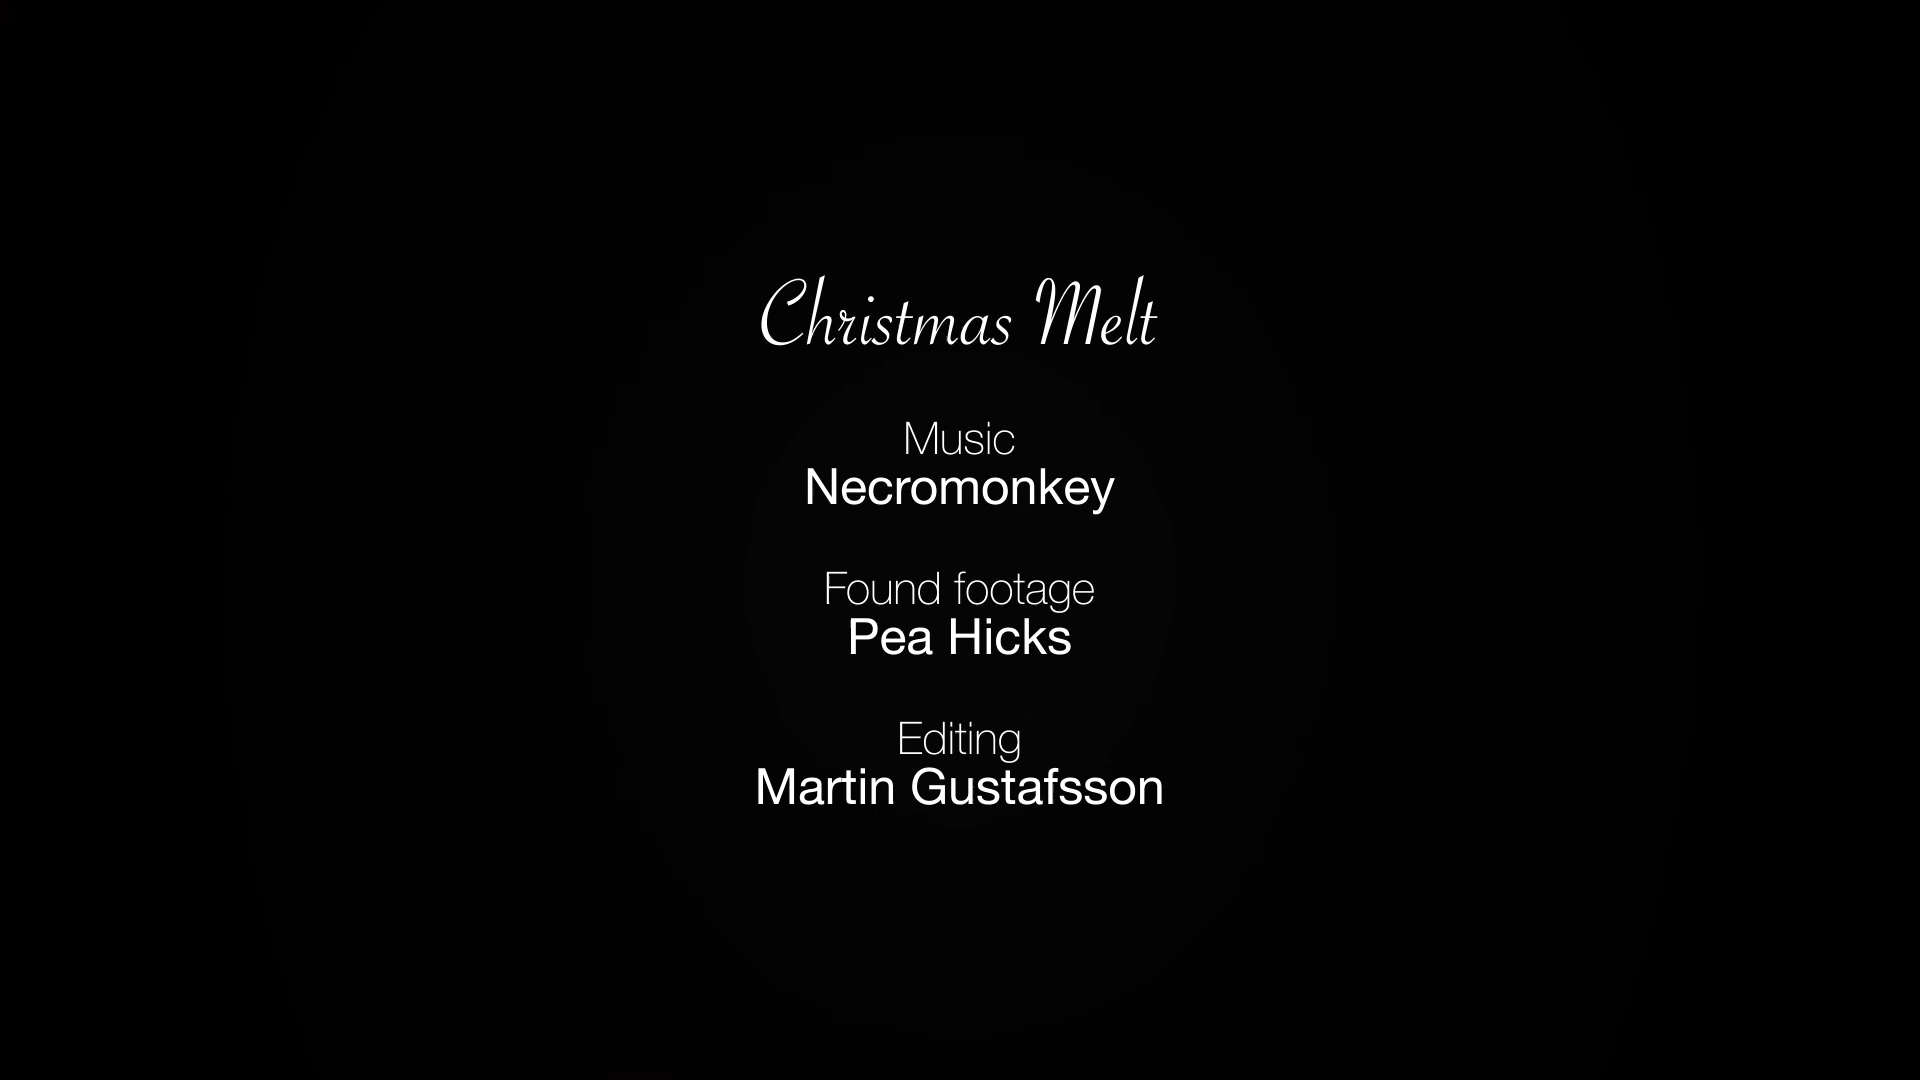 Christmas Melt
Music
Necromonkey
Found footage
Pea Hicks
Editing
Martin Gustafsson